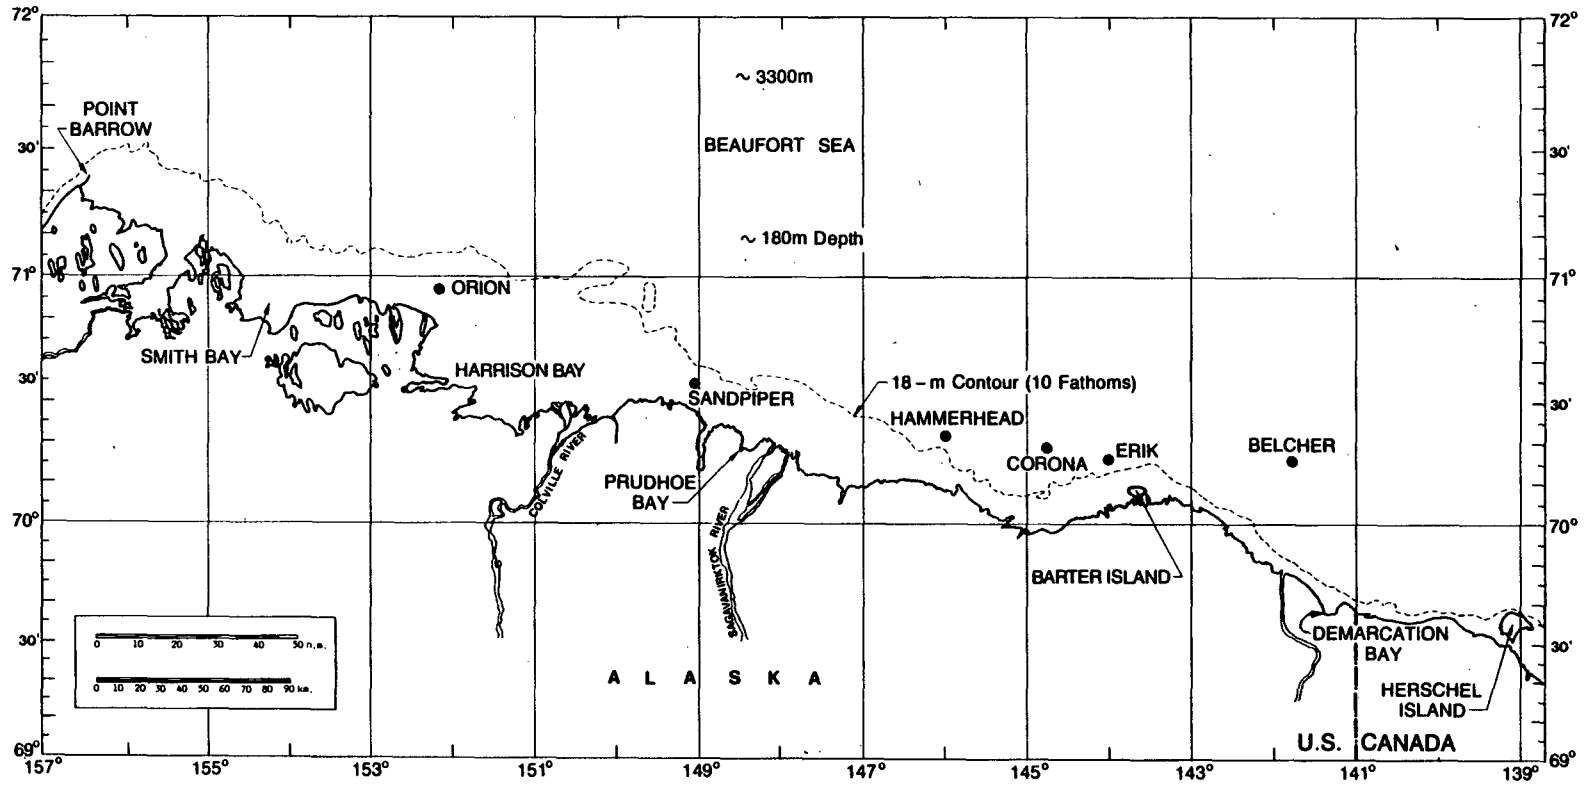 72°
72°
~ 3300m
POINT
BARROW
BEAUFORT SEA
30'
30'
~ 180m Depth
71°
71°
ORION
SMITH BAY
HARRISON BAY
30'
18 - m Contour (10 Fathoms)
SANDPIPER
30'
HAMMERHEAD
BELCHER
ERIK
CORONA
COLVILLE RIVER
PRUDHOE
BAY
70°
70°
SAGAVANIRKTOK RIVER
BARTER ISLAND
0 10 20 30 40 50 n.m.
30'
DEMARCATION
BAY
30'
0 10 20 30 40 50 60 70 80 90 km.
A L A S K A
HERSCHEL
ISLAND
U.S. CANADA
69°
69°
157° 155° 153° 151° 149° 147° 145° 143° 141° 139°